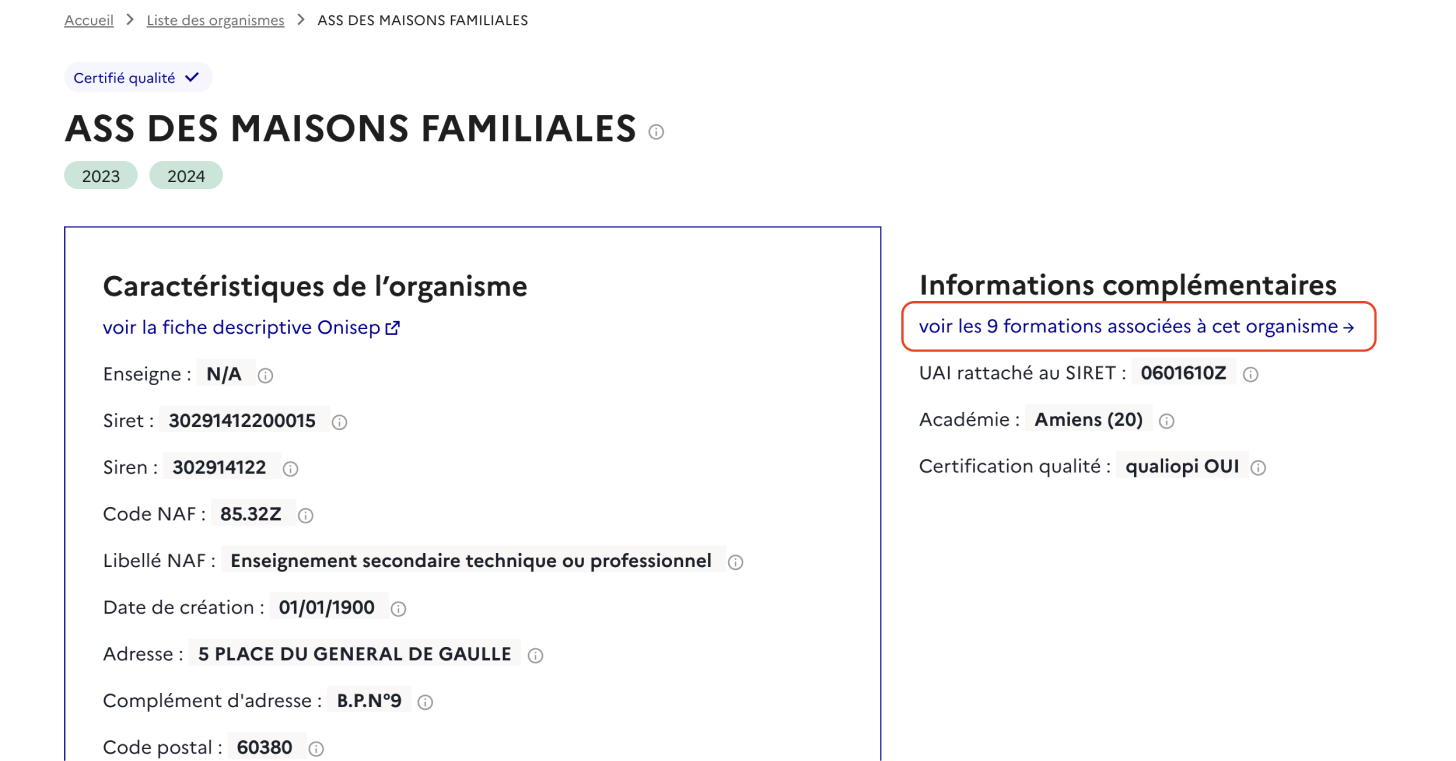 Accueil > Liste des organismes > ASS DES MAISONS FAMILIALES
Certifié qualité
ASS DES MAISONS FAMILIALES
2023 2024
Caractéristiques de l’organisme
voir la fiche descriptive Onisep
Enseigne : N/A
Siret : 30291412200015
Siren : 302914122
Code NAF : 85.32Z
Libellé NAF : Enseignement secondaire technique ou professionnel
Date de création : 01/01/1900
Adresse : 5 PLACE DU GENERAL DE GAULLE
Complément d'adresse : B.P.N°9
Code postal : 60380
Informations complémentaires
voir les 9 formations associées à cet organisme →
UAI rattaché au SIRET : 0601610Z
Académie : Amiens (20)
Certification qualité : qualiopi OUI